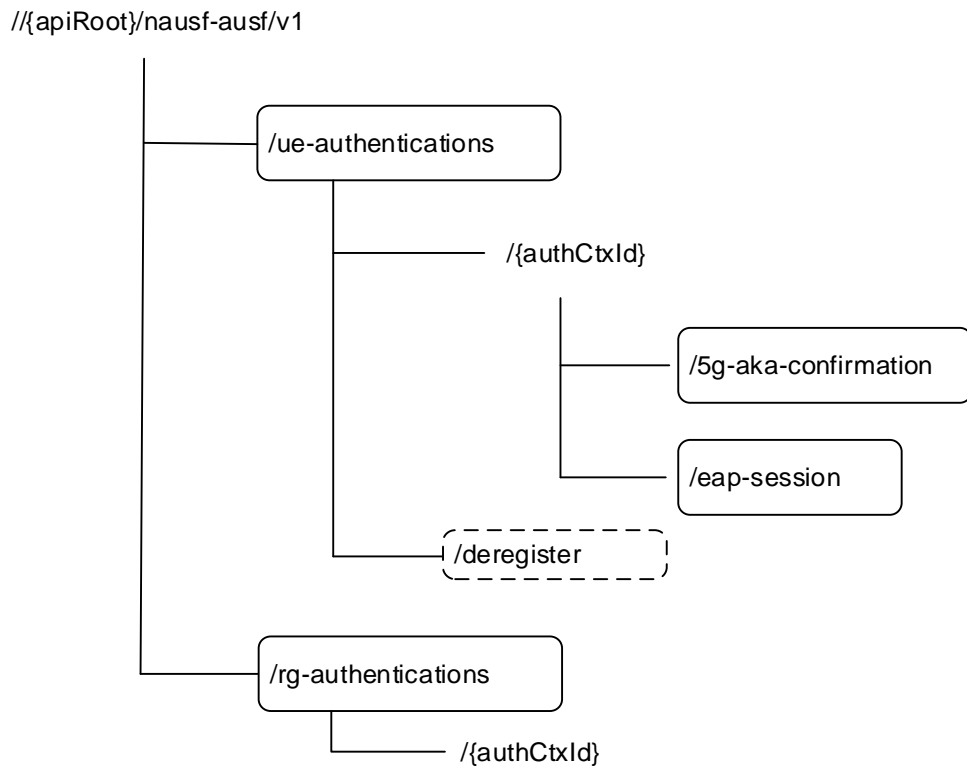 //{apiRoot}/nausf-ausf/v1
/ue-authentications
/{authCtxId}
/5g-aka-confirmation
/eap-session
/deregister
/rg-authentications
/{authCtxId}